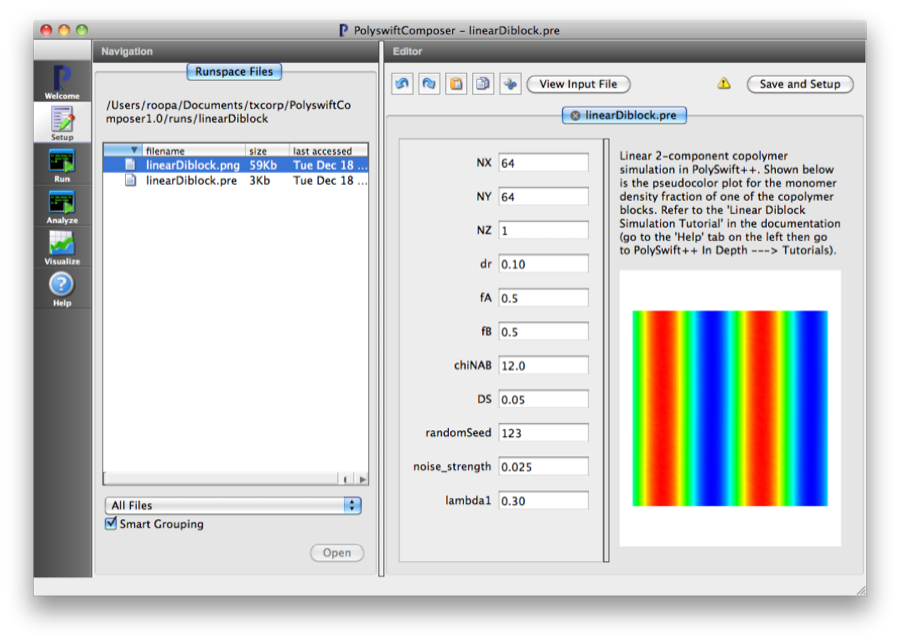 PolyswiftComposer - linearDiblock.pre
Navigation
Editor
Welcome
Setup
Run
Analyze
Visualize
Help
Runspace Files
/Users/roopa/Documents/txcorp/PolyswiftCo
mposer1.0/runs/linearDiblock
filename size last accessed
linearDiblock.png 59Kb Tue Dec 18 ...
linearDiblock.pre 3Kb Tue Dec 18 ...
All Files
Smart Grouping
Open
View Input File
Save and Setup
linearDiblock.pre
NX 64
NY 64
NZ 1
dr 0.10
fA 0.5
fB 0.5
chiNAB 12.0
DS 0.05
randomSeed 123
noise_strength 0.025
lambda1 0.30
Linear 2-component copolymer
simulation in PolySwift++. Shown below
is the pseudocolor plot for the monomer
density fraction of one of the copolymer
blocks. Refer to the 'Linear Diblock
Simulation Tutorial' in the documentation
(go to the 'Help' tab on the left then go
to PolySwift++ In Depth ---> Tutorials).